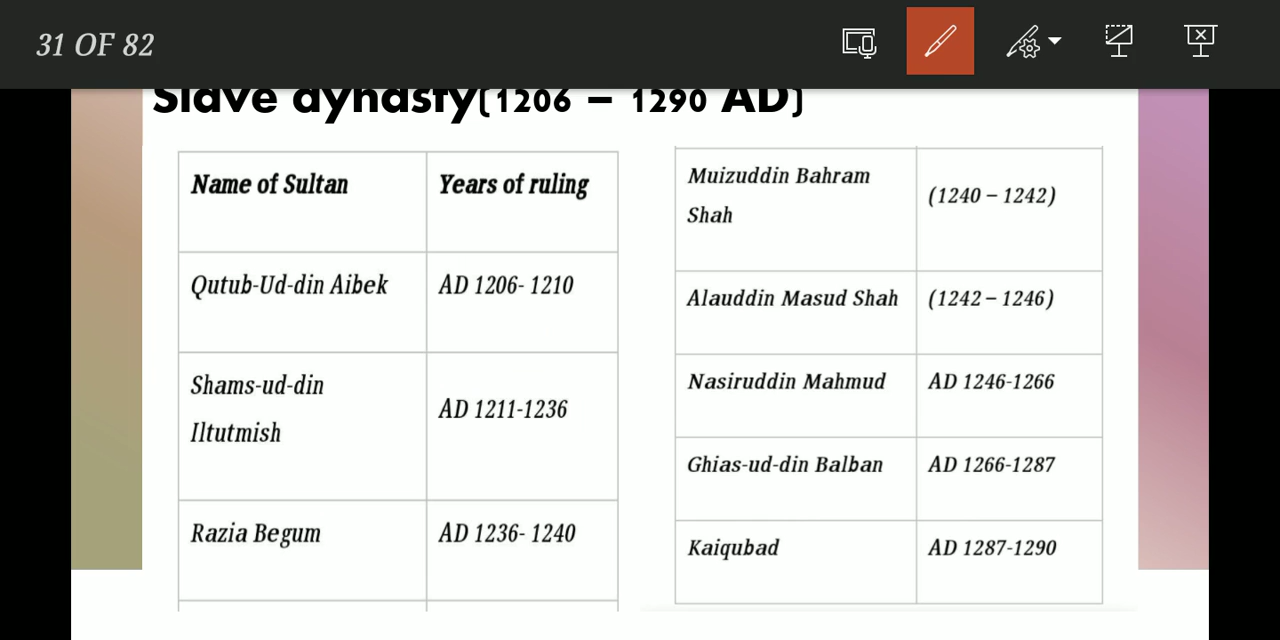 31 OF 82
Slave dynasty(1206 – 1290 AD)
Name of Sultan Years of ruling
Qutub-Ud-din Aibek AD 1206- 1210
Shams-ud-din
Iltutmish
AD 1211-1236
Razia Begum AD 1236- 1240
Muizuddin Bahram
Shah
(1240 – 1242)
Alauddin Masud Shah (1242 – 1246)
Nasiruddin Mahmud AD 1246-1266
Ghias-ud-din Balban AD 1266-1287
Kaiqubad AD 1287-1290